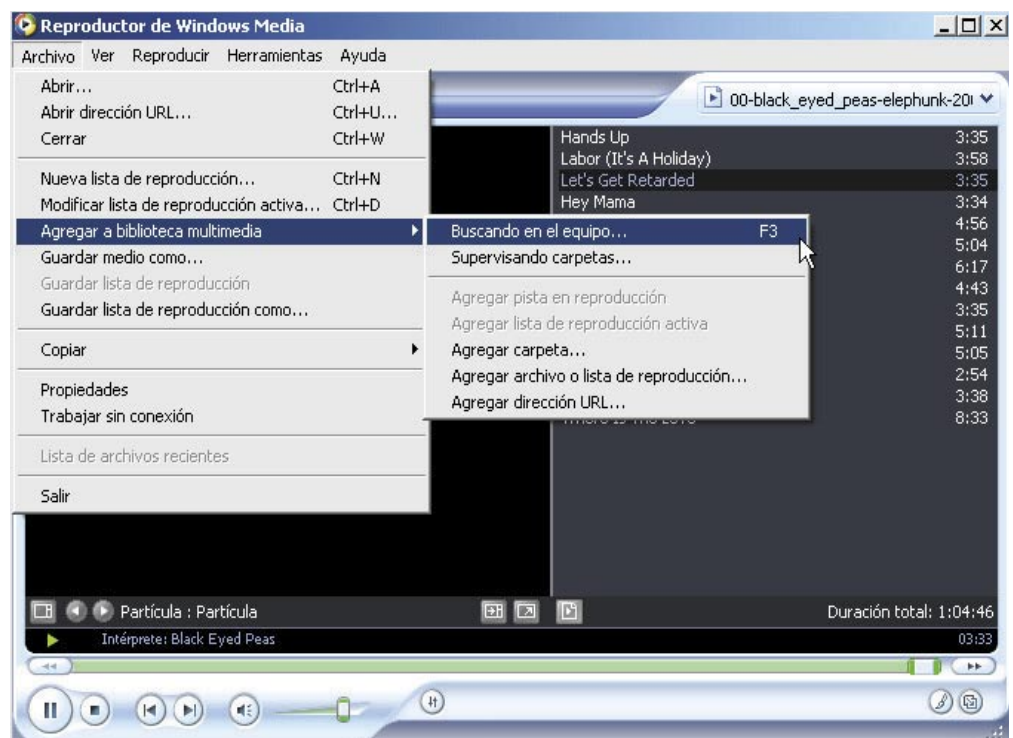 Reproductor de Windows Media
Archivo Ver Reproducir Herramientas Ayuda
Abrir... Ctrl+A
Abrir dirección URL... Ctrl+U...
Cerrar Ctrl+W
Nueva lista de reproducción... Ctrl+N
Modificar lista de reproducción activa... Ctrl+D
Agregar a biblioteca multimedia
Guardar medio como...
Guardar lista de reproducción
Guardar lista de reproducción como...
Copiar
Propiedades
Trabajar sin conexión
Lista de archivos recientes
Salir
Buscando en el equipo... F3
Supervisando carpetas...
Agregar pista en reproducción
Agregar lista de reproducción activa
Agregar carpeta...
Agregar archivo o lista de reproducción...
Agregar dirección URL...
00-black_eyed_peas-elephunk-20
Hands Up 3:35
Labor (It's A Holiday) 3:58
Let's Get Retarded 3:35
Hey Mama 3:34
4:56
5:04
6:17
4:43
3:35
5:11
5:05
2:54
3:38
8:33
Partícula : Partícula
Duración total: 1:04:46
Intérprete: Black Eyed Peas 03:33